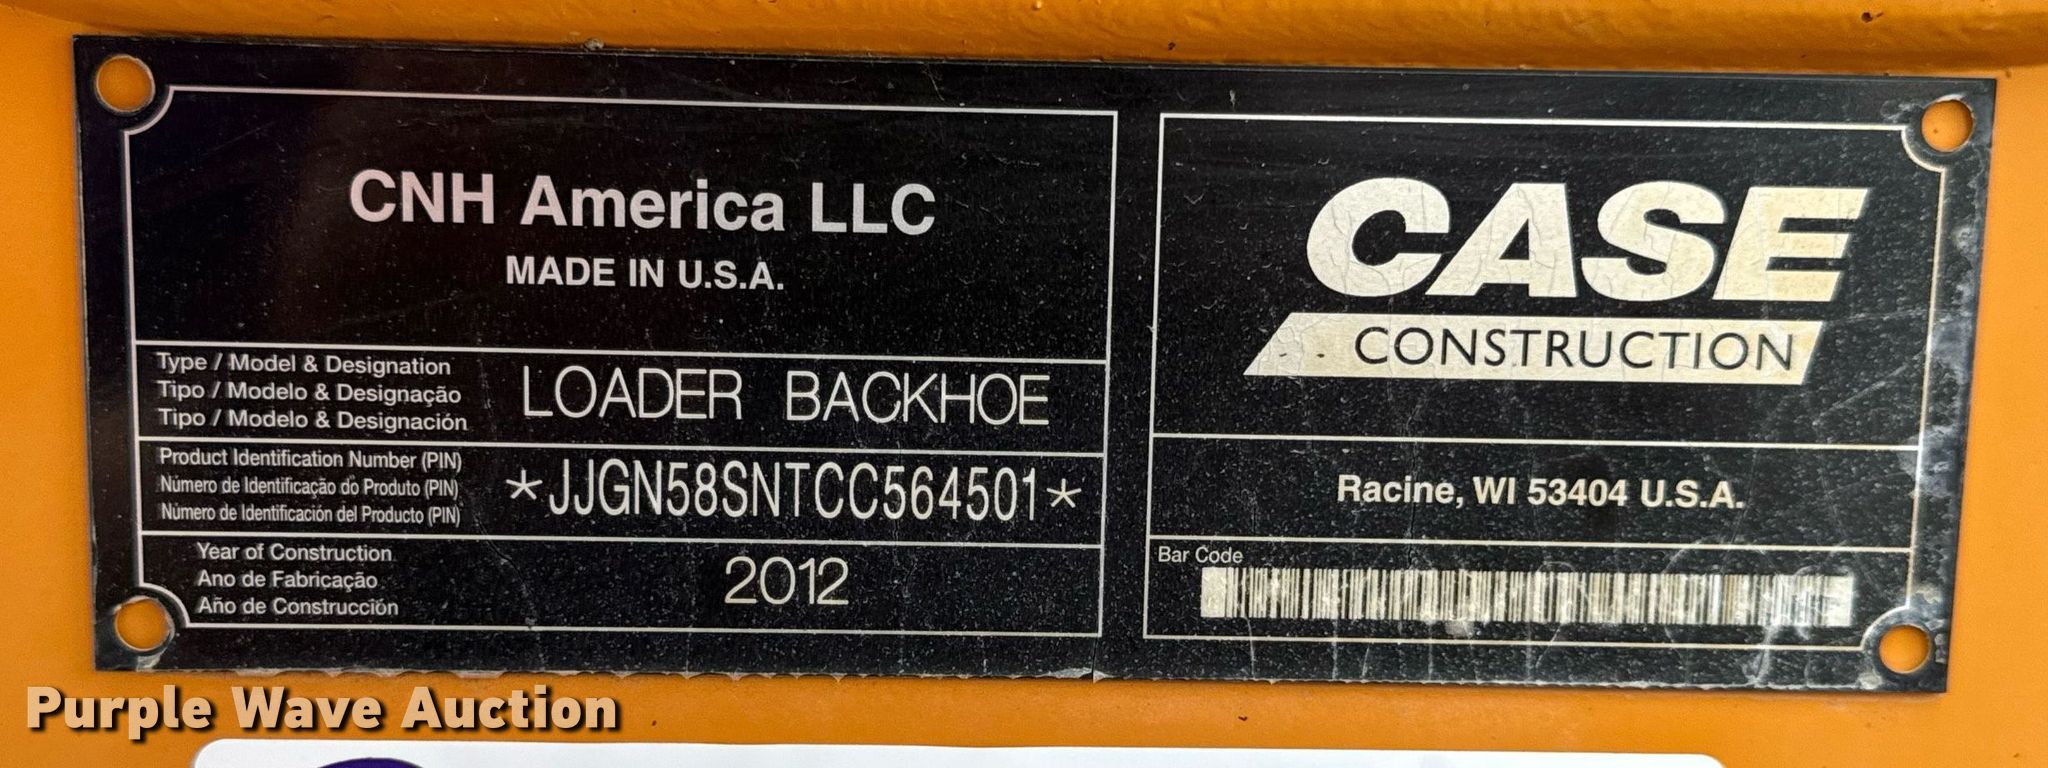 CNH America LLC
MADE IN U.S.A.
Type / Model & Designation
Tipo / Modelo & Designação
Tipo / Modelo & Designación
LOADER BACKHOE
Product Identification Number (PIN)
Número de Identificação do Produto (PIN)
Número de Identificación del Producto (PIN)
*JJGN58SNTCC564501*
Year of Construction
Ano de Fabricação
Año de Construcción
2012
CASE
CONSTRUCTION
Racine, WI 53404 U.S.A.
Bar Code
Purple Wave Auction